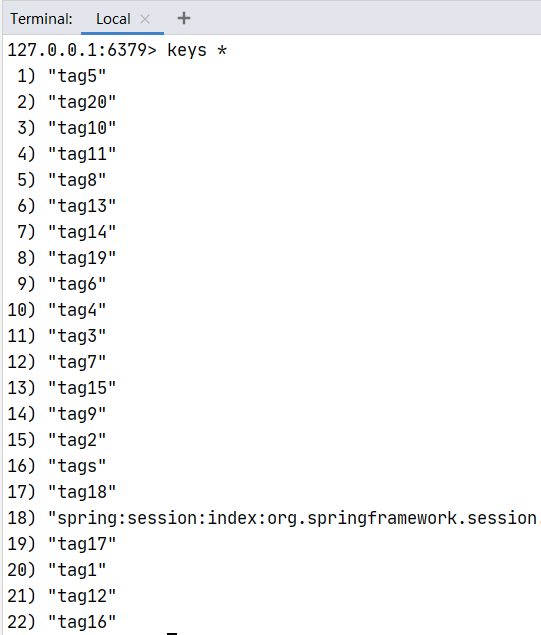 Terminal: Local × +
127.0.0.1:6379> keys *
1) "tag5"
2) "tag20"
3) "tag10"
4) "tag11"
5) "tag8"
6) "tag13"
7) "tag14"
8) "tag19"
9) "tag6"
10) "tag4"
11) "tag3"
12) "tag7"
13) "tag15"
14) "tag9"
15) "tag2"
16) "tags"
17) "tag18"
18) "spring:session:index:org.springframework.session.
19) "tag17"
20) "tag1"
21) "tag12"
22) "tag16"